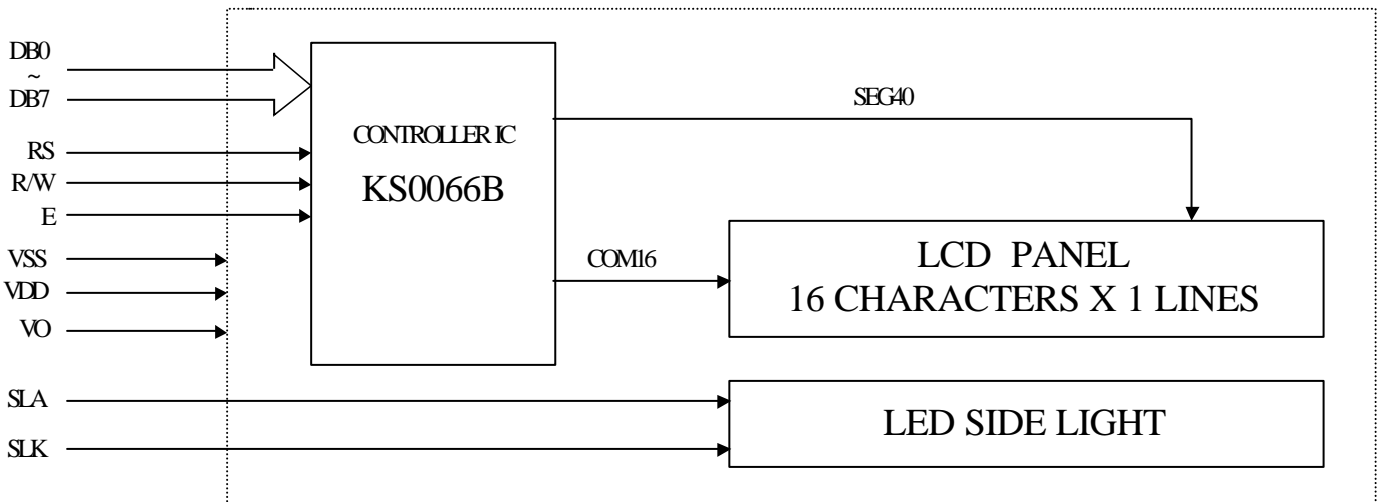 DB0
~
DB7
RS
R/W
E
VSS
VDD
VO
SLA
SLK
CONTROLLER IC
KS0066B
SEG40
COM16
LCD PANEL
16 CHARACTERS X 1 LINES
LED SIDE LIGHT